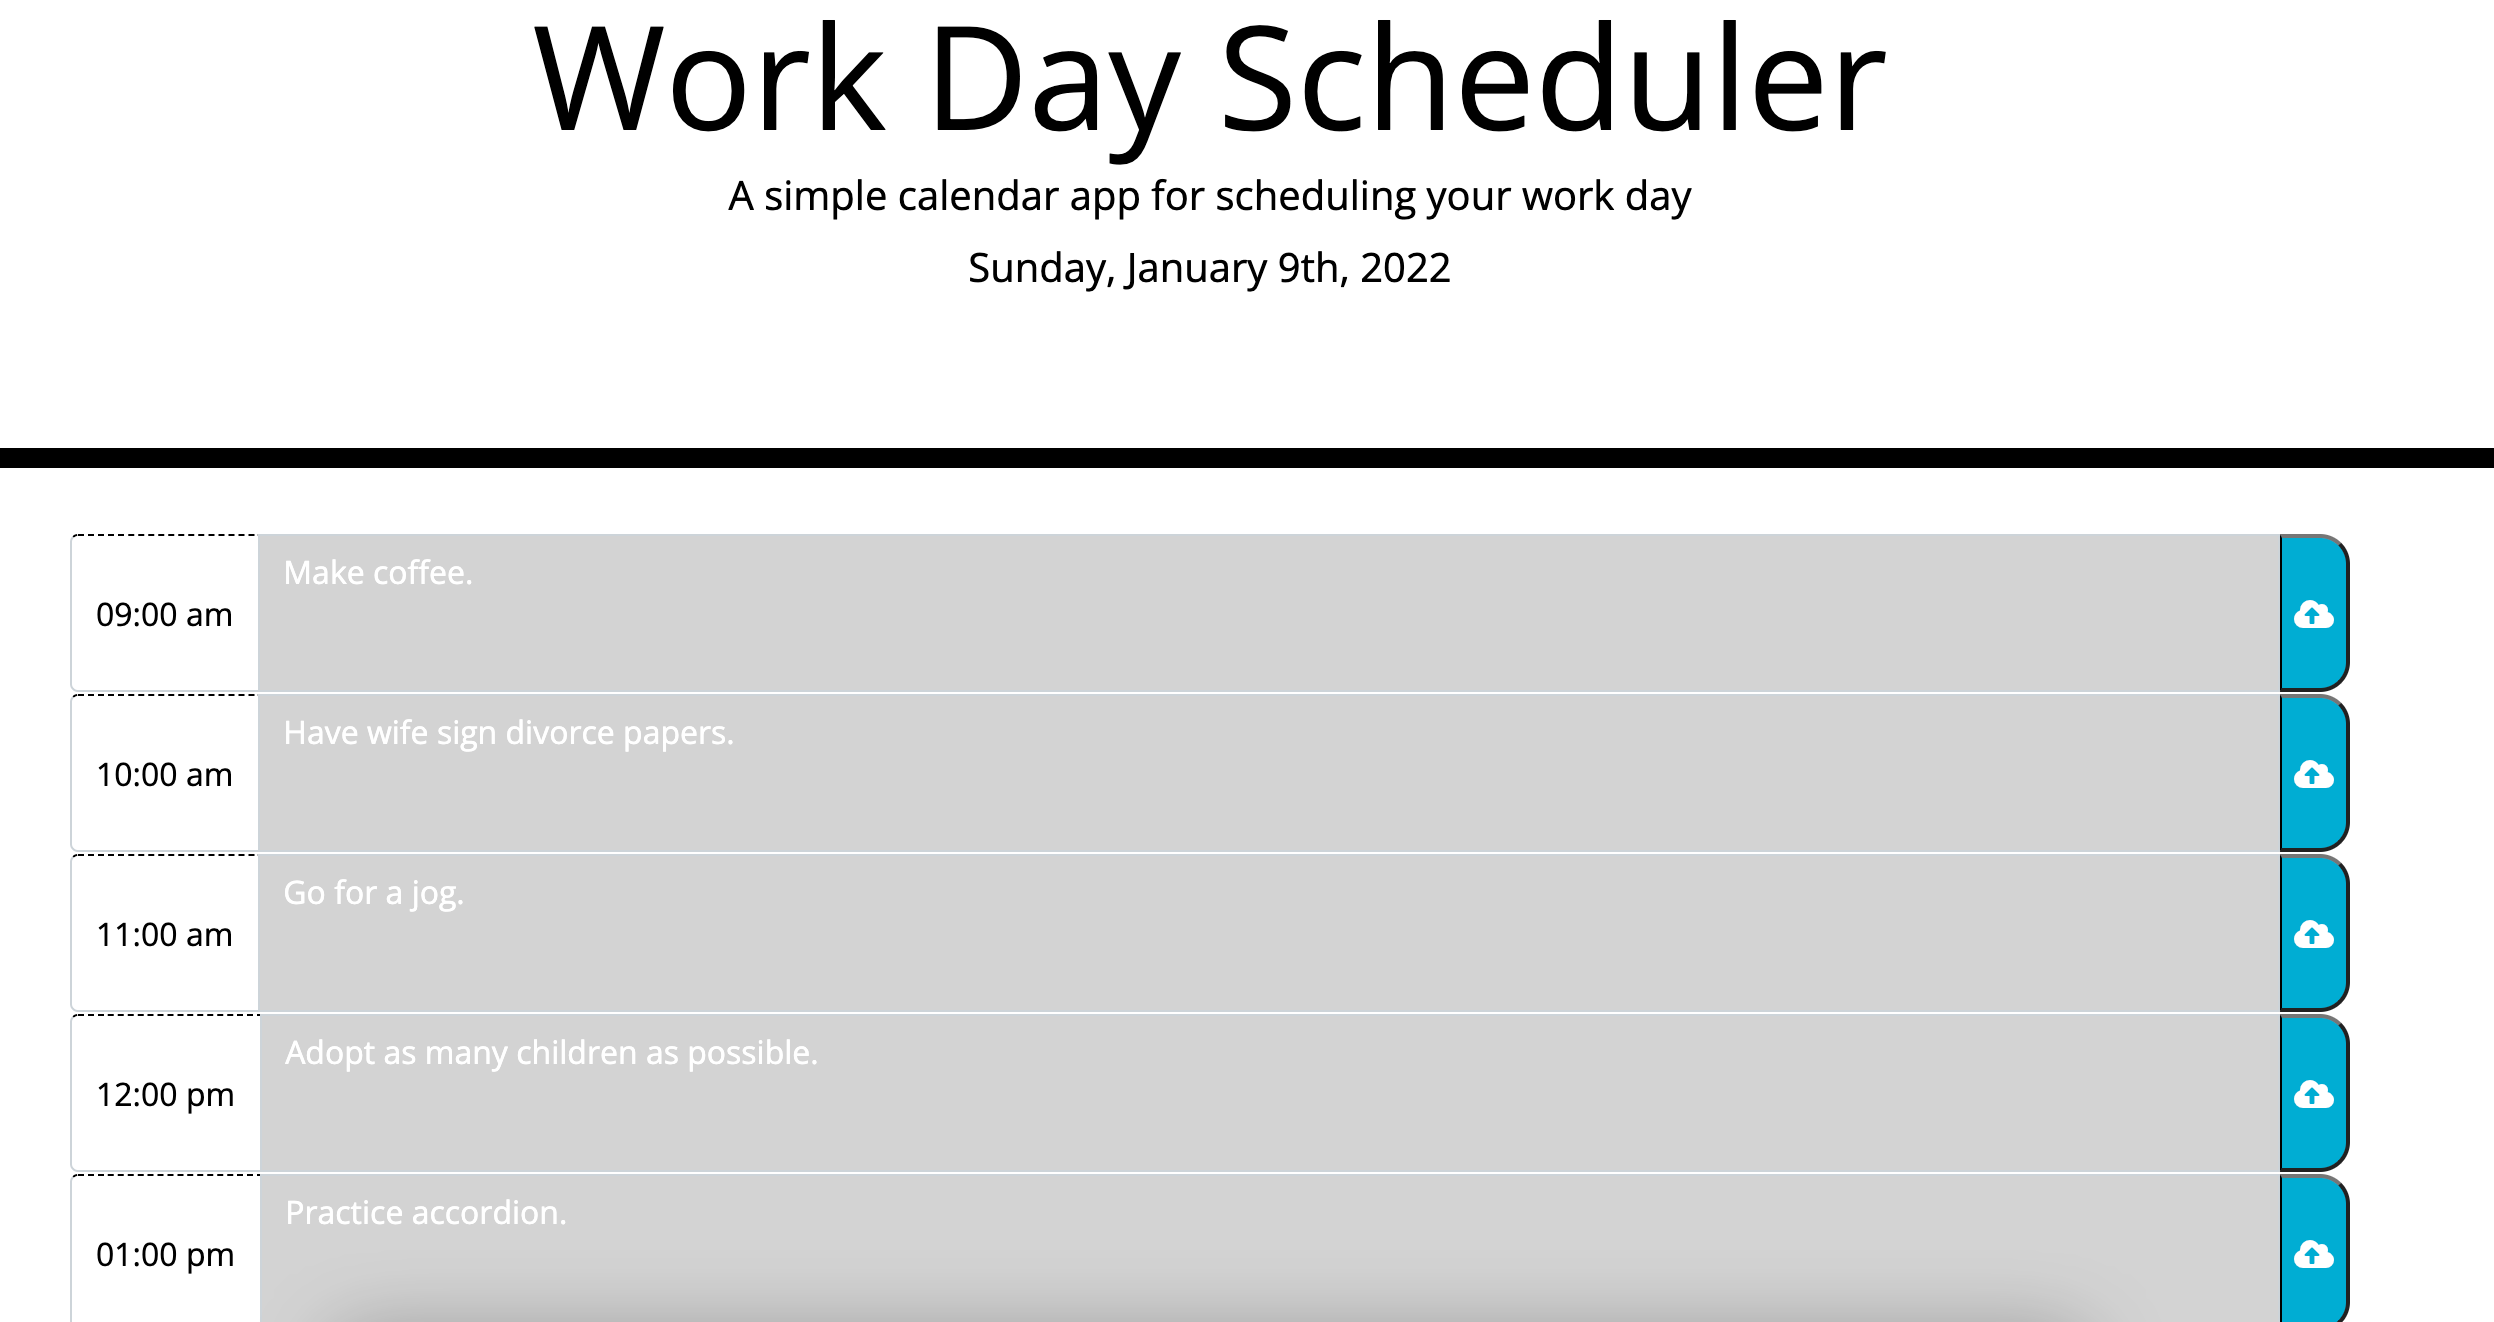 Work Day Scheduler
A simple calendar app for scheduling your work day
Sunday, January 9th, 2022
09:00 am
Make coffee.
10:00 am
Have wife sign divorce papers.
11:00 am
Go for a jog.
12:00 pm
Adopt as many children as possible.
01:00 pm
Practice accordion.